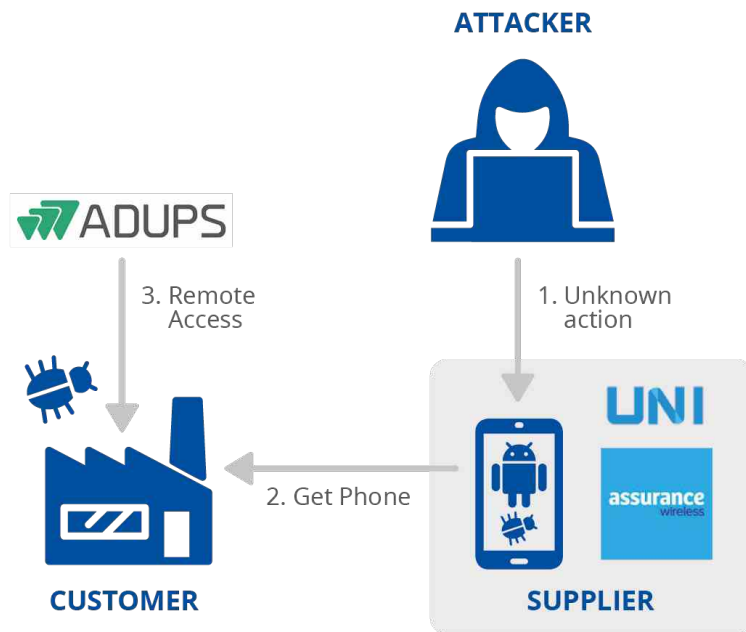 ATTACKER
ADUPS
3. Remote
Access
1. Unknown
action
UNI
assurance
wireless
2. Get Phone
CUSTOMER
SUPPLIER